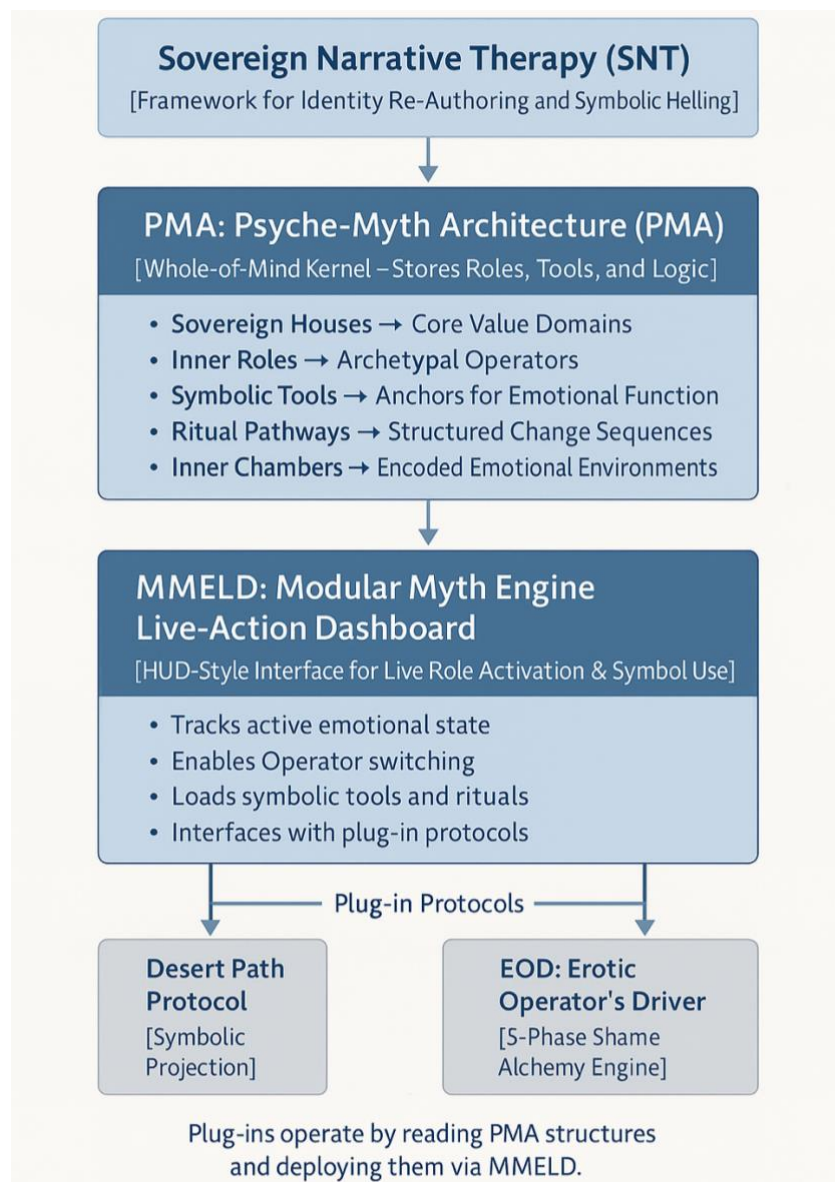 Sovereign Narrative Therapy (SNT)
[Framework for Identity Re-Authoring and Symbolic Helling]
PMA: Psyche-Myth Architecture (PMA)
[Whole-of-Mind Kernel – Stores Roles, Tools, and Logic]
• Sovereign Houses → Core Value Domains
• Inner Roles → Archetypal Operators
• Symbolic Tools → Anchors for Emotional Function
• Ritual Pathways → Structured Change Sequences
• Inner Chambers → Encoded Emotional Environments
MMELD: Modular Myth Engine
Live-Action Dashboard
[HUD-Style Interface for Live Role Activation & Symbol Use]
• Tracks active emotional state
• Enables Operator switching
• Loads symbolic tools and rituals
• Interfaces with plug-in protocols
Plug-in Protocols
Desert Path
Protocol
[Symbolic
Projection]
EOD: Erotic
Operator's Driver
[5-Phase Shame
Alchemy Engine]
Plug-ins operate by reading PMA structures
and deploying them via MMELD.